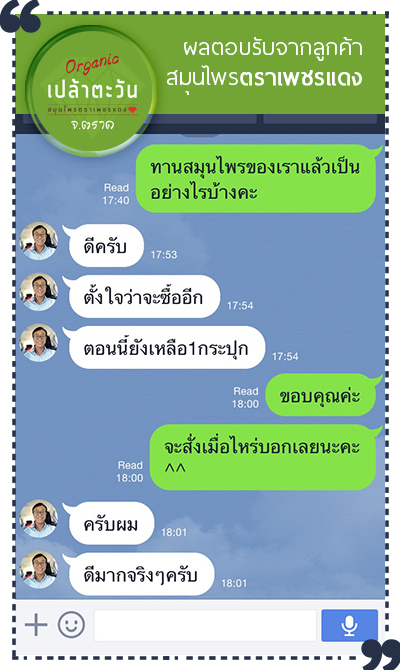 ผลตอบรับจากลูกค้า
สมุนไพรตราเพชรแดง
Organic
เปล้าตะวัน
สมุนไพรตราเพชรแดง
จ.ตราด
ทานสมุนไพรของเราแล้วเป็น
อย่างไรบ้างคะ
Read
17:40
ดีครับ
17:53
ตั้งใจว่าจะซื้ออีก
17:54
ตอนนี้ยังเหลือ1กระปุก
17:54
Read
18:00
ขอบคุณค่ะ
จะสั่งเมื่อไหร่บอกเลยนะคะ
^^
Read
18:00
ครับผม
18:01
ดีมากจริงๆครับ
18:01